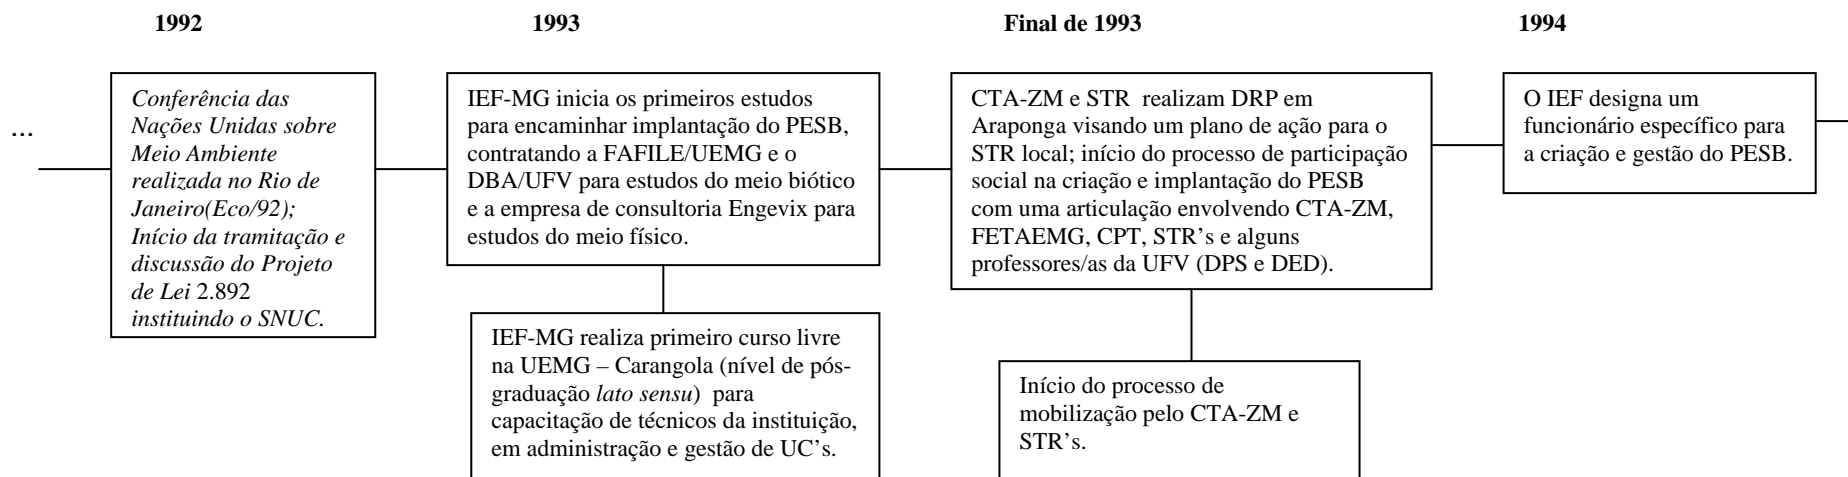 1992
1993
Final de 1993
1994
...
Conferência das
Nações Unidas sobre
Meio Ambiente
realizada no Rio de
Janeiro(Eco/92);
Início da tramitação e
discussão do Projeto
de Lei 2.892
instituindo o SNUC.
IEF-MG inicia os primeiros estudos
para encaminhar implantação do PESB,
contratando a FAFILE/UEMG e o
DBA/UFV para estudos do meio biótico
e a empresa de consultoria Engevix para
estudos do meio físico.
IEF-MG realiza primeiro curso livre
na UEMG – Carangola (nível de pós-
graduação lato sensu) para
capacitação de técnicos da instituição,
em administração e gestão de UC's.
CTA-ZM e STR realizam DRP em
Araponga visando um plano de ação para o
STR local; início do processo de participação
social na criação e implantação do PESB
com uma articulação envolvendo CTA-ZM,
FETAEMG, CPT, STR's e alguns
professores/as da UFV (DPS e DED).
Início do processo de
mobilização pelo CTA-ZM e
STR's.
O IEF designa um
funcionário específico para
a criação e gestão do PESB.